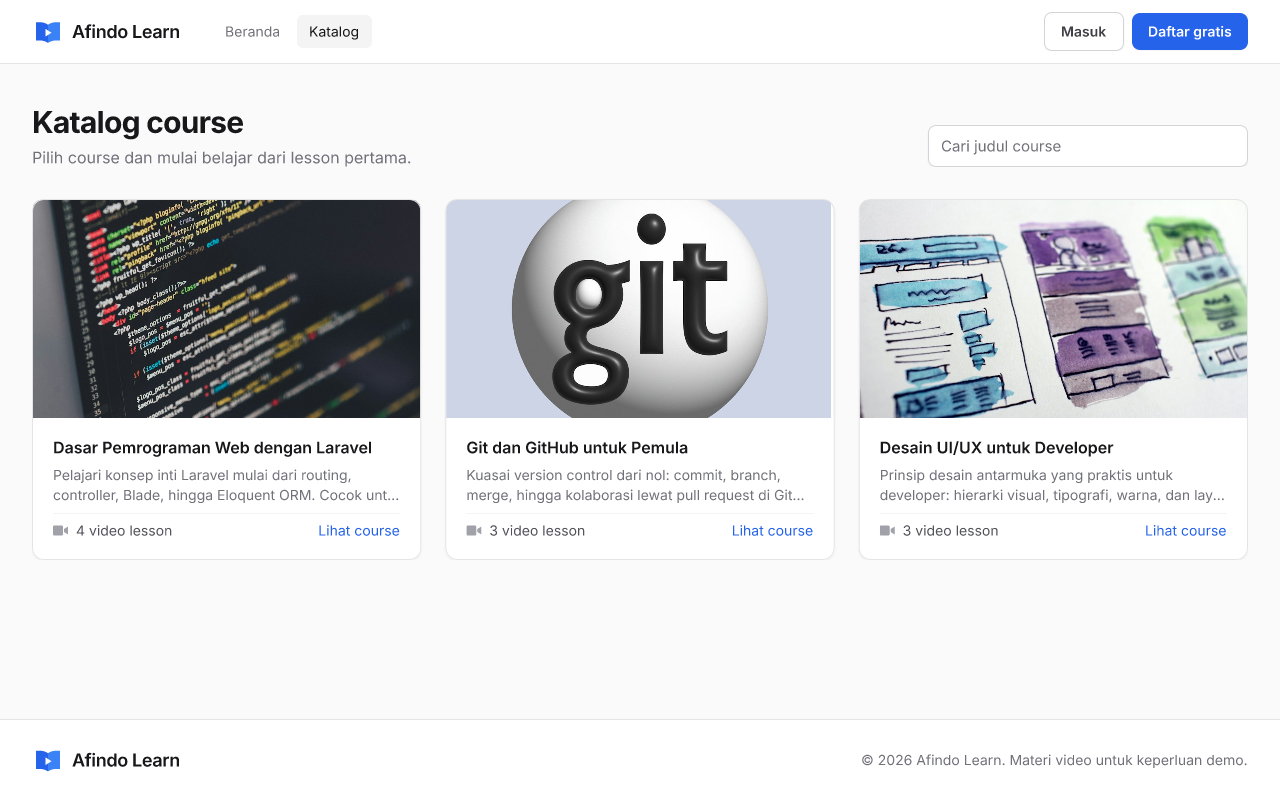 Afindo Learn
Beranda
Katalog
Masuk
Daftar gratis
Katalog course
Pilih course dan mulai belajar dari lesson pertama.
Cari judul course
git
Dasar Pemrograman Web dengan Laravel
Pelajari konsep inti Laravel mulai dari routing,
controller, Blade, hingga Eloquent ORM. Cocok unt...
4 video lesson
Lihat course
Git dan GitHub untuk Pemula
Kuasai version control dari nol: commit, branch,
merge, hingga kolaborasi lewat pull request di Git...
3 video lesson
Lihat course
Desain UI/UX untuk Developer
Prinsip desain antarmuka yang praktis untuk
developer: hierarki visual, tipografi, warna, dan lay...
3 video lesson
Lihat course
Afindo Learn
© 2026 Afindo Learn. Materi video untuk keperluan demo.